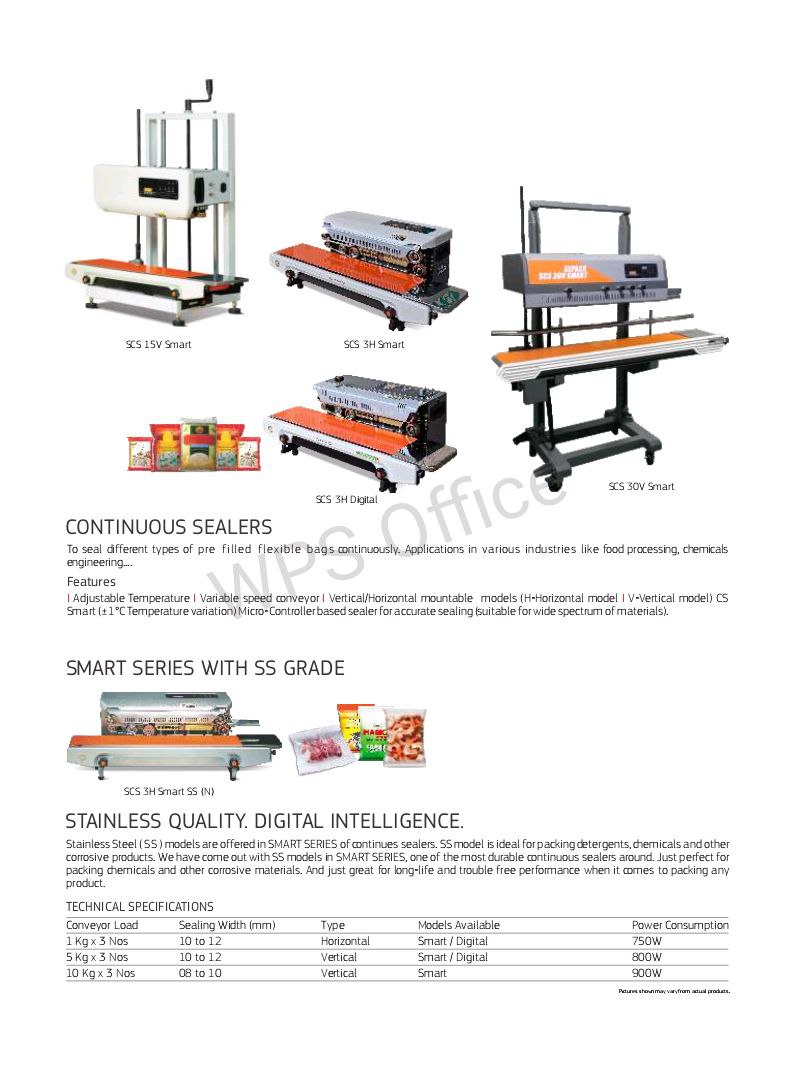 SEPACK
SCS 30V SMART
SCS 15V Smart
SCS 3H Smart
SCS 3H Digital
SCS 30V Smart
WPS Office
CONTINUOUS SEALERS
To seal different types of pre filled flexible bags continuously. Applications in various industries like food processing, chemicals
engineering....
Features
I Adjustable Temperature I Variable speed conveyor I Vertical/Horizontal mountable models (H-Horizontal model I V-Vertical model) CS
Smart (±1°C Temperature variation) Micro-Controller based sealer for accurate sealing (suitable for wide spectrum of materials).
SMART SERIES WITH SS GRADE
SCS 3H Smart SS (N)
STAINLESS QUALITY. DIGITAL INTELLIGENCE.
Stainless Steel ( SS ) models are offered in SMART SERIES of continues sealers. SS model is ideal for packing detergents, chemicals and other
corrosive products. We have come out with SS models in SMART SERIES, one of the most durable continuous sealers around. Just perfect for
packing chemicals and other corrosive materials. And just great for long-life and trouble free performance when it comes to packing any
product.
TECHNICAL SPECIFICATIONS
Conveyor Load Sealing Width (mm) Type Models Available Power Consumption
1 Kg x 3 Nos 10 to 12 Horizontal Smart / Digital 750W
5 Kg x 3 Nos 10 to 12 Vertical Smart / Digital 800W
10 Kg x 3 Nos 08 to 10 Vertical Smart 900W
Pictures shown may vary from actual products.